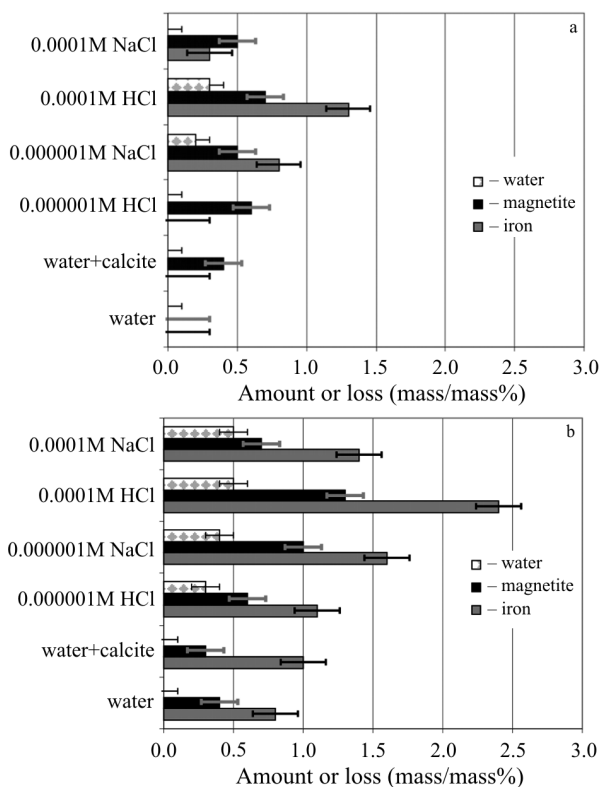 a
0.0001M NaCl
0.0001M HCl
0.000001M NaCl
0.000001M HCl
water+calcite
water
– water
– magnetite
– iron
0.0 0.5 1.0 1.5 2.0 2.5 3.0
Amount or loss (mass/mass%)
b
0.0001M NaCl
0.0001M HCl
0.000001M NaCl
0.000001M HCl
water+calcite
water
– water
– magnetite
– iron
0.0 0.5 1.0 1.5 2.0 2.5 3.0
Amount or loss (mass/mass%)